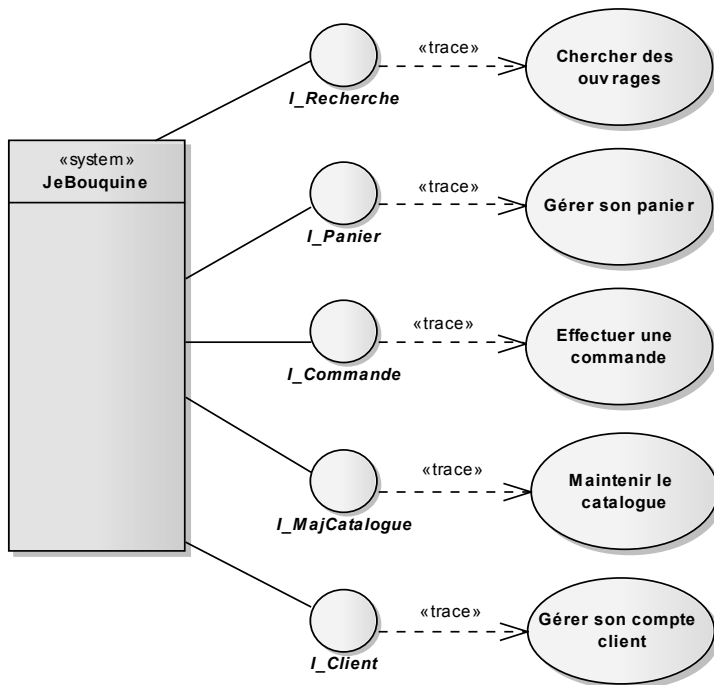 «trace»
Chercher des
ouvrages
I_Recherche
«system»
JeBouquine
«trace»
Gérer son panier
I_Panier
«trace»
Effectuer une
commande
I_Commande
«trace»
Maintenir le
catalogue
I_MajCatalogue
«trace»
Gérer son compte
client
I_Client